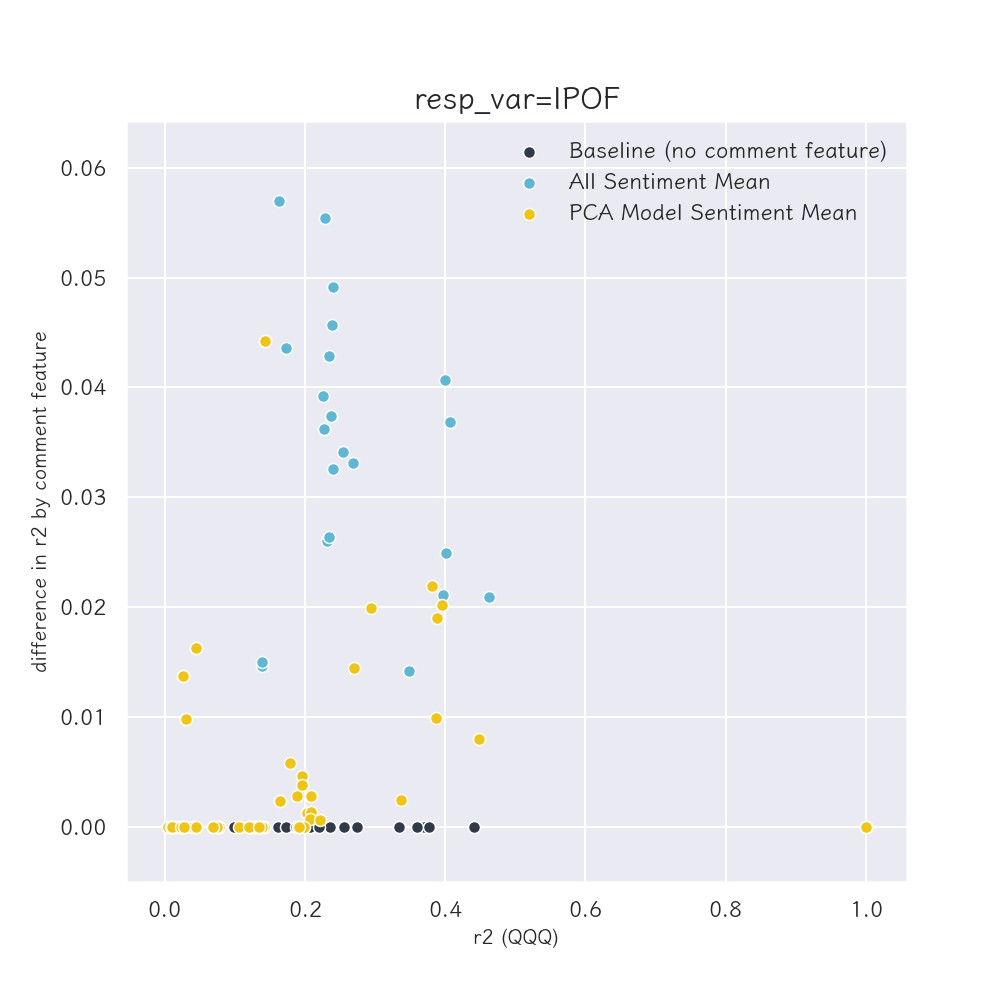 resp_var=IPOF
Baseline (no comment feature)
All Sentiment Mean
PCA Model Sentiment Mean
difference in r2 by comment feature
0.06
0.05
0.04
0.03
0.02
0.01
0.00
0.0 0.2 0.4 0.6 0.8 1.0
r2 (QQQ)